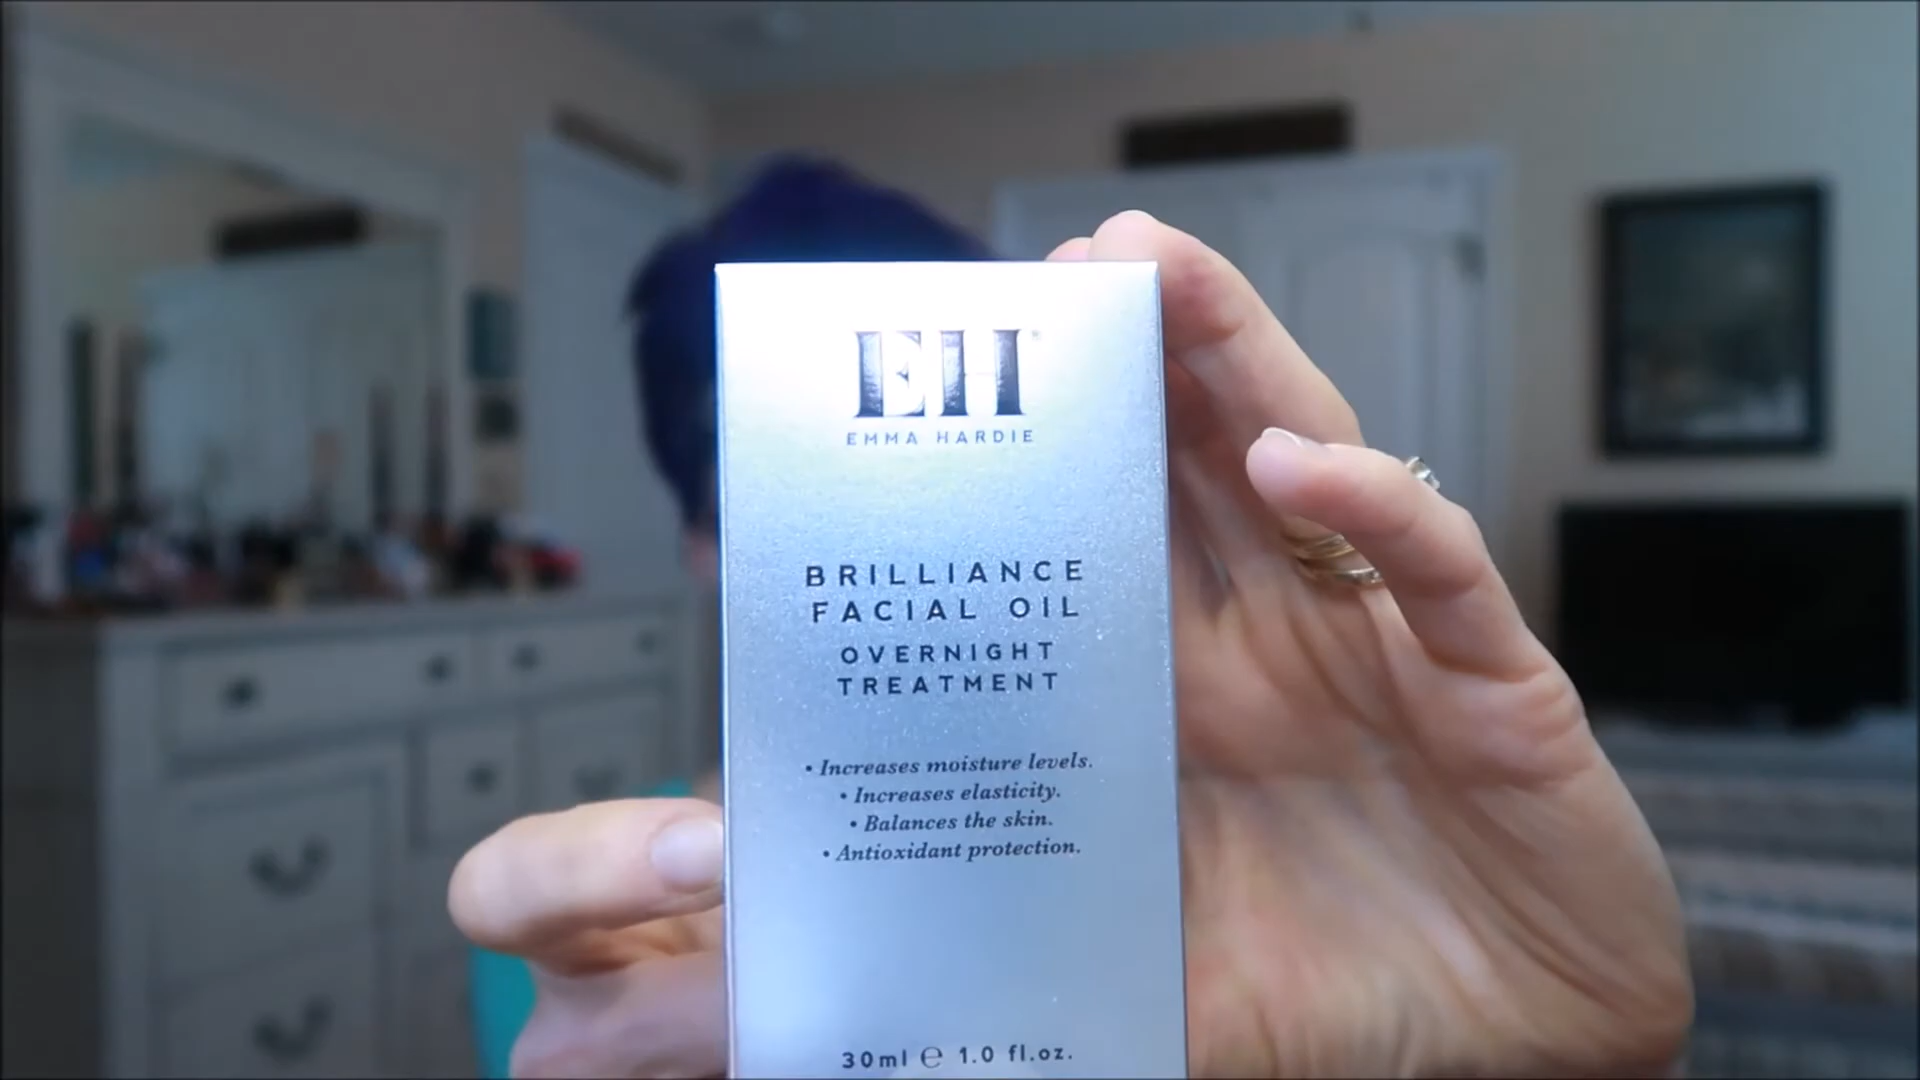 EH
EMMA HARDIE
BRILLIANCE
FACIAL OIL
OVERNIGHT
TREATMENT
• Increases moisture levels.
• Increases elasticity.
• Balances the skin.
• Antioxidant protection.
30ml ℮ 1.0 fl.oz.